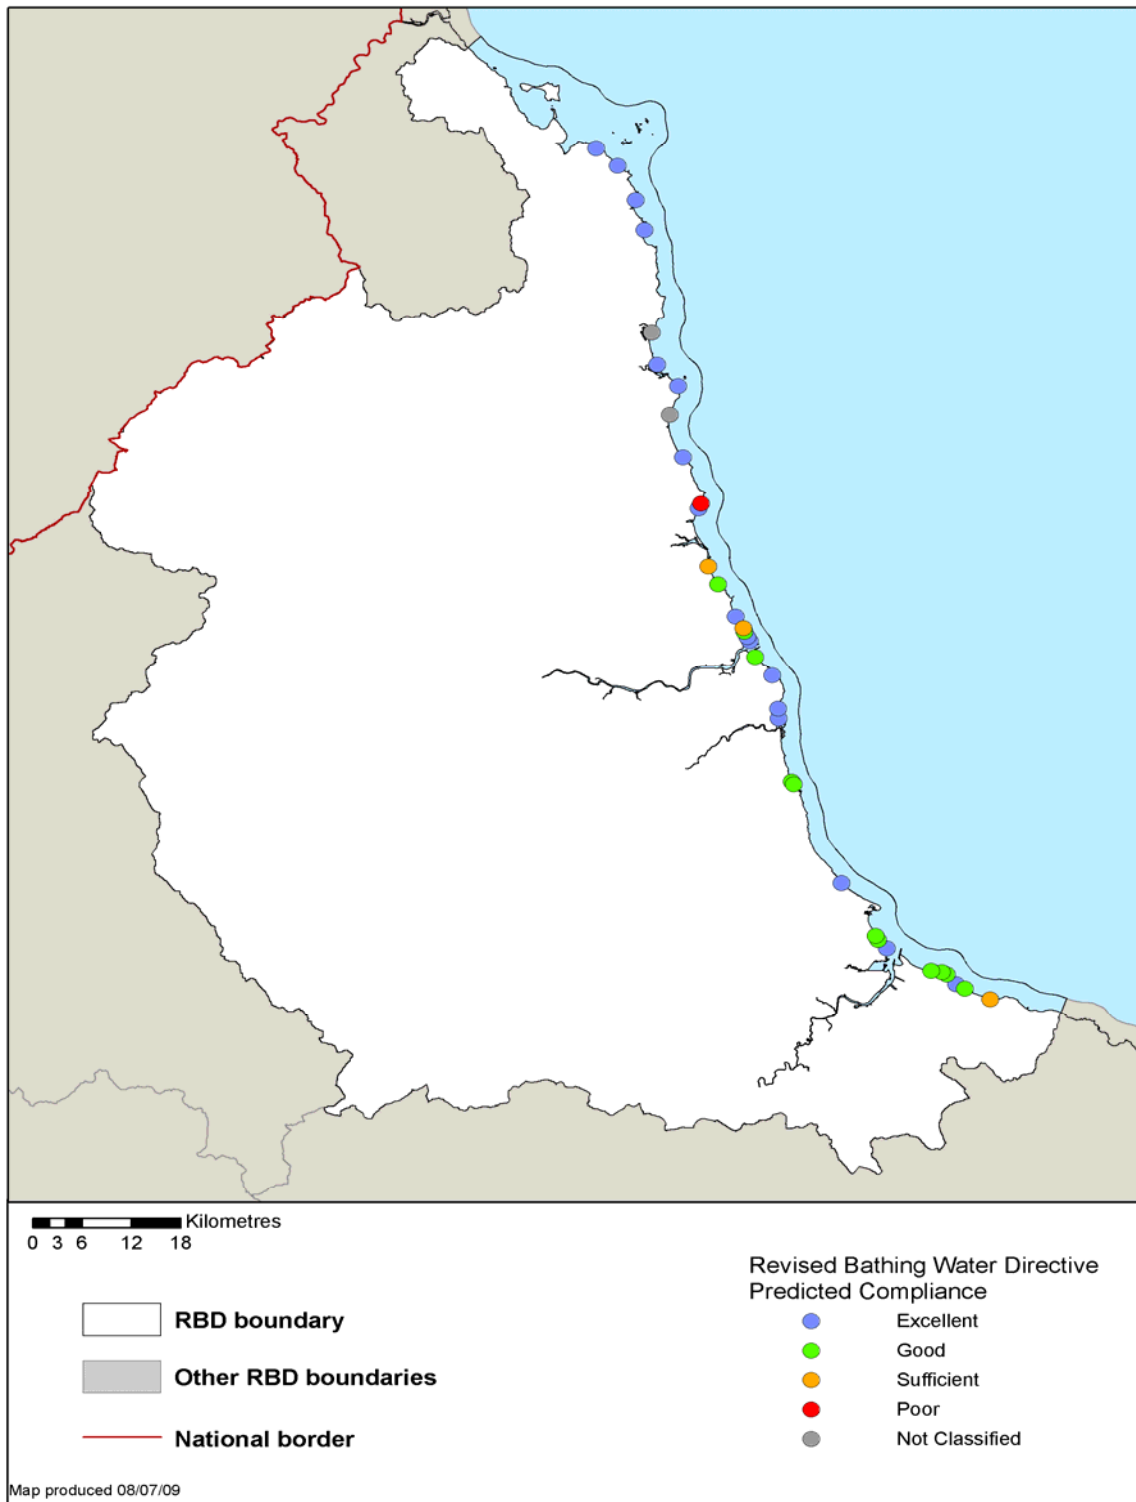 Kilometres
0 3 6 12 18
RBD boundary
Other RBD boundaries
National border
Revised Bathing Water Directive
Predicted Compliance
Excellent
Good
Sufficient
Poor
Not Classified
Map produced 08/07/09